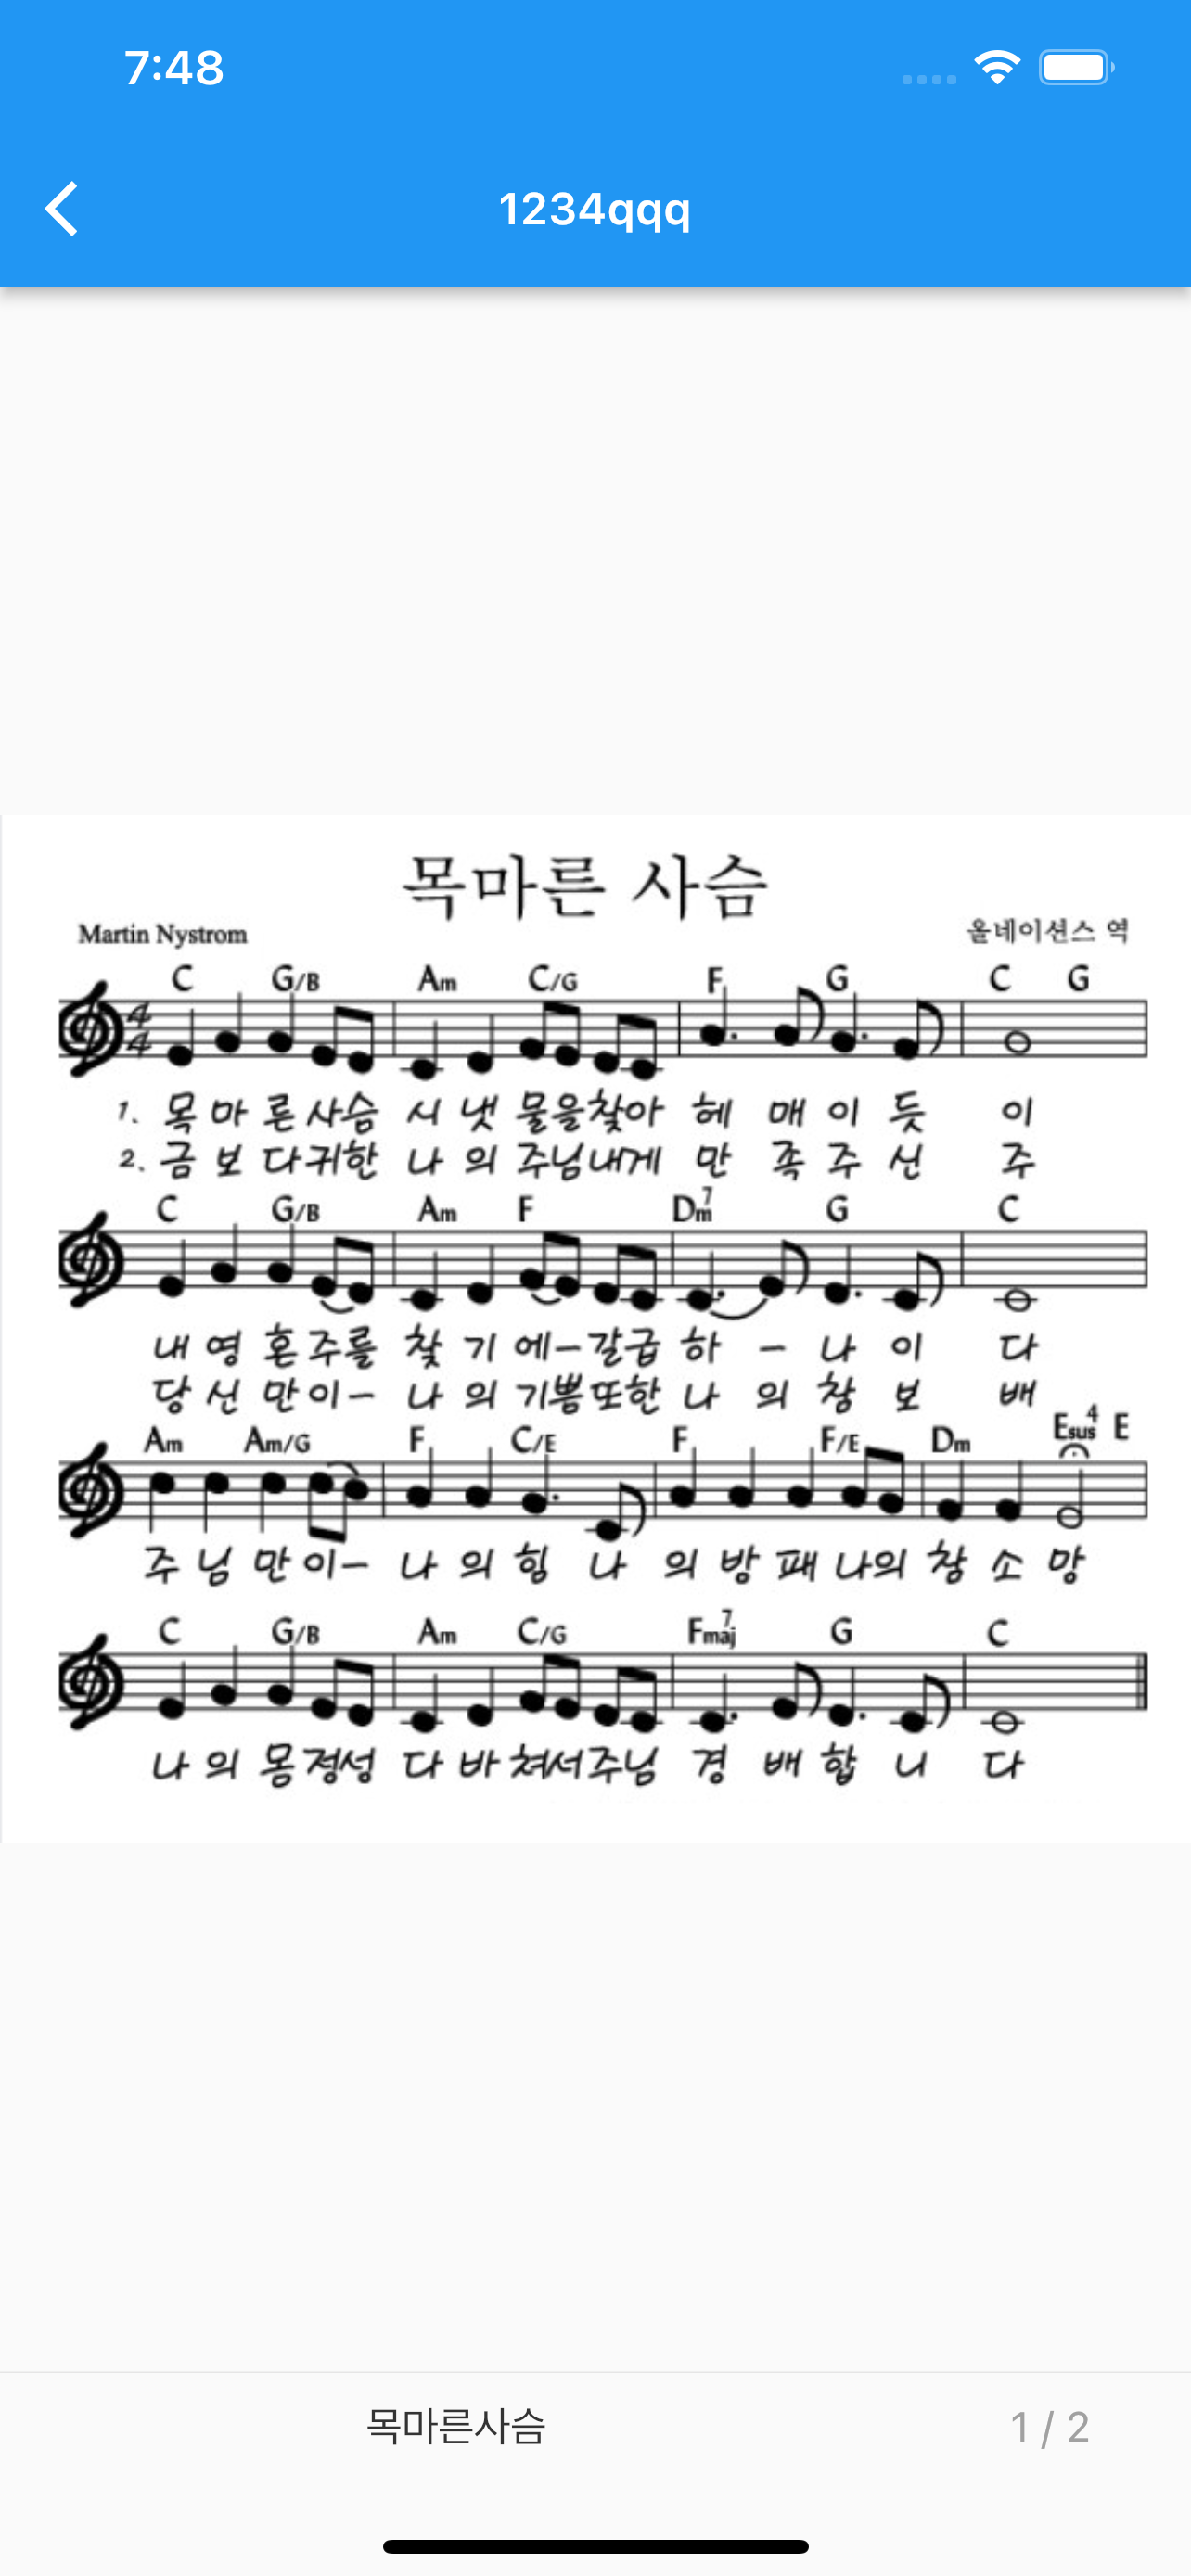 7:48
1234qqq
목마른 사슴
Martin Nystrom
올네이션스 역
C G/B Am C/G F G C G
4
4
1. 목 마 른 사슴 시 냇 물을찾아 헤 매 이 듯 이
2. 금 보 다귀한 나 의 주님내게 만 족 주 신 주
C G/B Am F Dm7 G C
내 영 혼 주를 찾 기 에-갈급 하 - 나 이 다
당 신 만 이- 나 의 기쁨또한 나 의 참 보 배
Am Am/G F C/E F F/E Dm Esus4 E
주 님 만 이- 나 의 힘 나 의 방 패 나의 참 소 망
C G/B Am C/G Fmaj7 G C
나 의 몸 정성 다 바 쳐서주님 경 배 합 니 다
목마른사슴
1 / 2